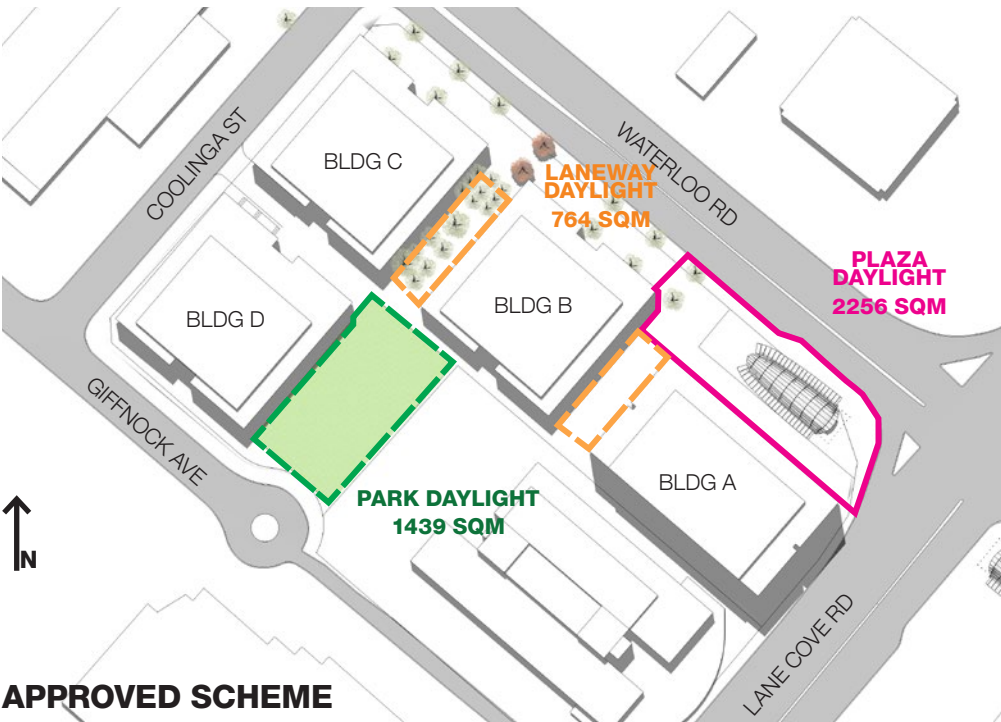 COOLINGA ST
BLDG C
WATERLOO RD
LANEWAY
DAYLIGHT
764 SQM
PLAZA
DAYLIGHT
2256 SQM
BLDG D
BLDG B
GIFFNOCK AVE
BLDG A
PARK DAYLIGHT
1439 SQM
N
LANE COVE RD
APPROVED SCHEME